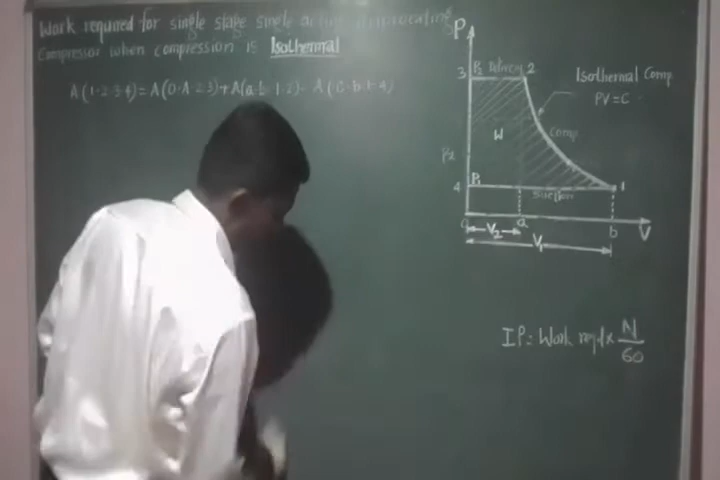 Work required for single stage single acting reciprocating
Compressor when compression is Isothermal
A(1-2-3-4) = A(0-A-2-3) + A(a-b-1-2) - A(0-b-1-4)
P
3 P2 Delivery 2
Isothermal Comp
PV=C
W
Comp
P2
4 P1
1
Suction
0 a b V
V2
V1
IP = Work reqd × N/60